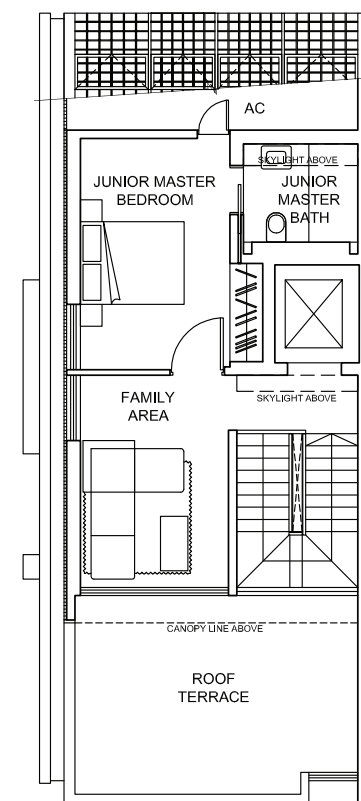 AC
SKYLIGHT ABOVE
JUNIOR MASTER
BEDROOM
JUNIOR
MASTER
BATH
FAMILY
AREA
SKYLIGHT ABOVE
CANOPY LINE ABOVE
ROOF
TERRACE